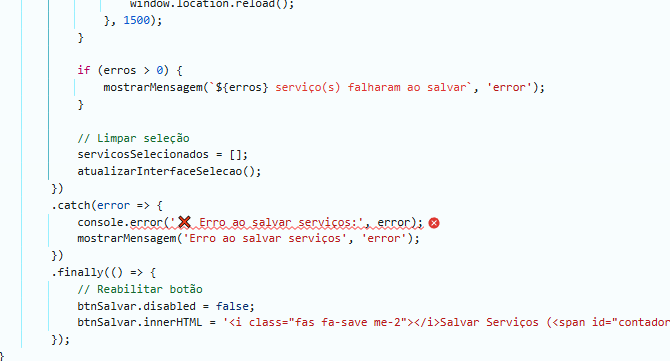 window.location.reload();
}, 1500);
}
if (erros > 0) {
mostrarMensagem(`${erros} serviço(s) falharam ao salvar`, 'error');
}
// Limpar seleção
servicosSelecionados = [];
atualizarInterfaceSelecao();
})
.catch(error => {
console.error('❌ Erro ao salvar serviços:', error);
mostrarMensagem('Erro ao salvar serviços', 'error');
})
.finally(() => {
// Reabilitar botão
btnSalvar.disabled = false;
btnSalvar.innerHTML = '<i class="fas fa-save me-2"></i>Salvar Serviços (<span id="contador
});
}